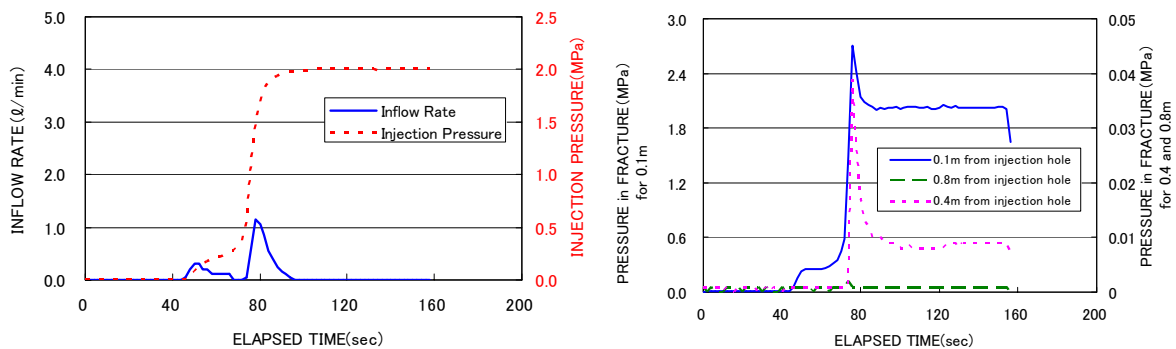 5.0
4.0
3.0
2.0
1.0
0.0
INFLOW RATE(ℓ/min)
2.5
2.0
1.5
1.0
0.5
0.0
INJECTION PRESSURE(MPa)
Inflow Rate
Injection Pressure
0 40 80 120 160 200
ELAPSED TIME(sec)
3.0
2.4
1.8
1.2
0.6
0.0
PRESSURE in FRACTURE(MPa)
for 0.1m
0.05
0.04
0.03
0.02
0.01
0
PRESSURE in FRACTURE(MPa)
for 0.4 and 0.8m
0.1m from injection hole
0.8m from injection hole
0.4m from injection hole
0 40 80 120 160 200
ELAPSED TIME(sec)